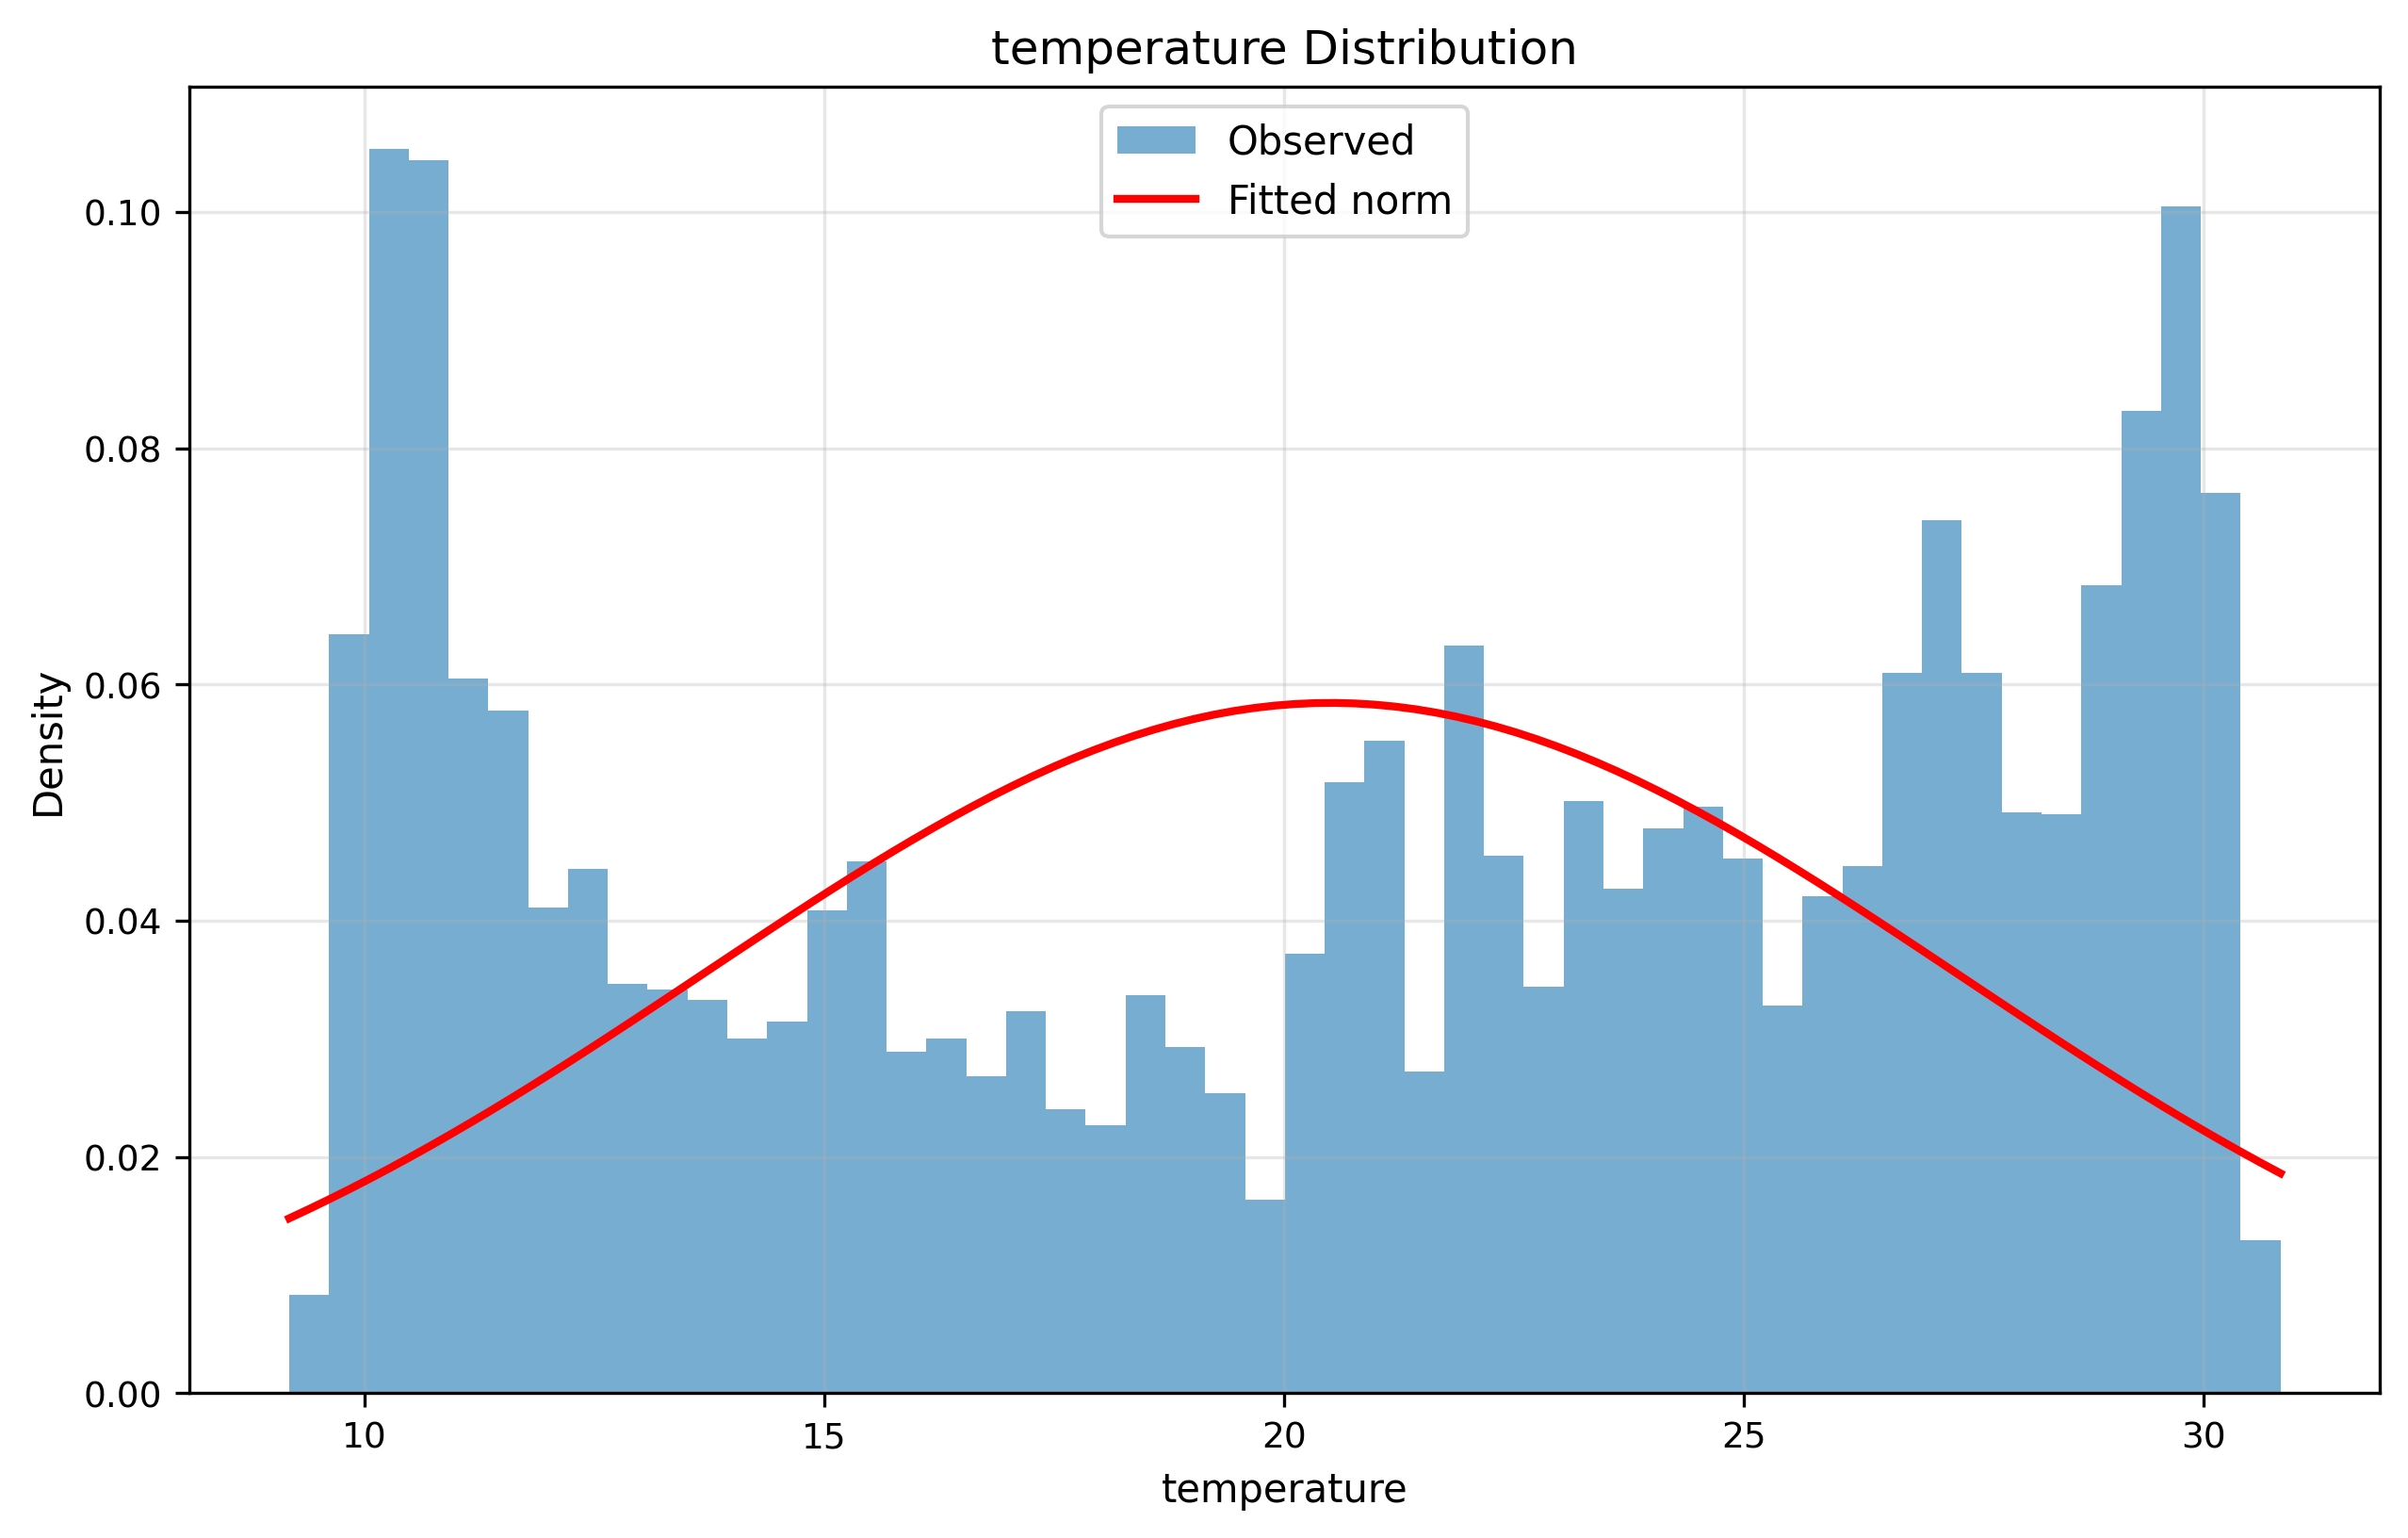 temperature Distribution
Observed
Fitted norm
Density
0.10
0.08
0.06
0.04
0.02
0.00
10
15
20
25
30
temperature